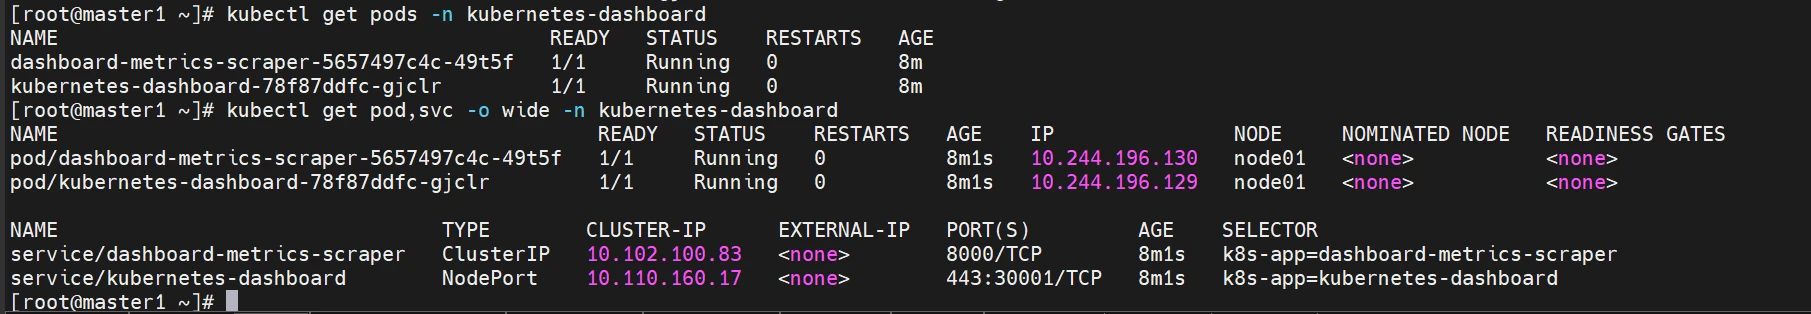 [root@master1 ~]# kubectl get pods -n kubernetes-dashboard
NAME                                         READY   STATUS    RESTARTS   AGE
dashboard-metrics-scraper-5657497c4c-49t5f   1/1     Running   0          8m
kubernetes-dashboard-78f87ddfc-gjclr         1/1     Running   0          8m
[root@master1 ~]# kubectl get pod,svc -o wide -n kubernetes-dashboard
NAME                                             READY   STATUS    RESTARTS   AGE    IP               NODE     NOMINATED NODE   READINESS GATES
pod/dashboard-metrics-scraper-5657497c4c-49t5f   1/1     Running   0          8m1s   10.244.196.130   node01   <none>           <none>
pod/kubernetes-dashboard-78f87ddfc-gjclr         1/1     Running   0          8m1s   10.244.196.129   node01   <none>           <none>

NAME                                TYPE        CLUSTER-IP      EXTERNAL-IP   PORT(S)         AGE    SELECTOR
service/dashboard-metrics-scraper   ClusterIP   10.102.100.83   <none>        8000/TCP        8m1s   k8s-app=dashboard-metrics-scraper
service/kubernetes-dashboard        NodePort    10.110.160.17   <none>        443:30001/TCP   8m1s   k8s-app=kubernetes-dashboard
[root@master1 ~]#